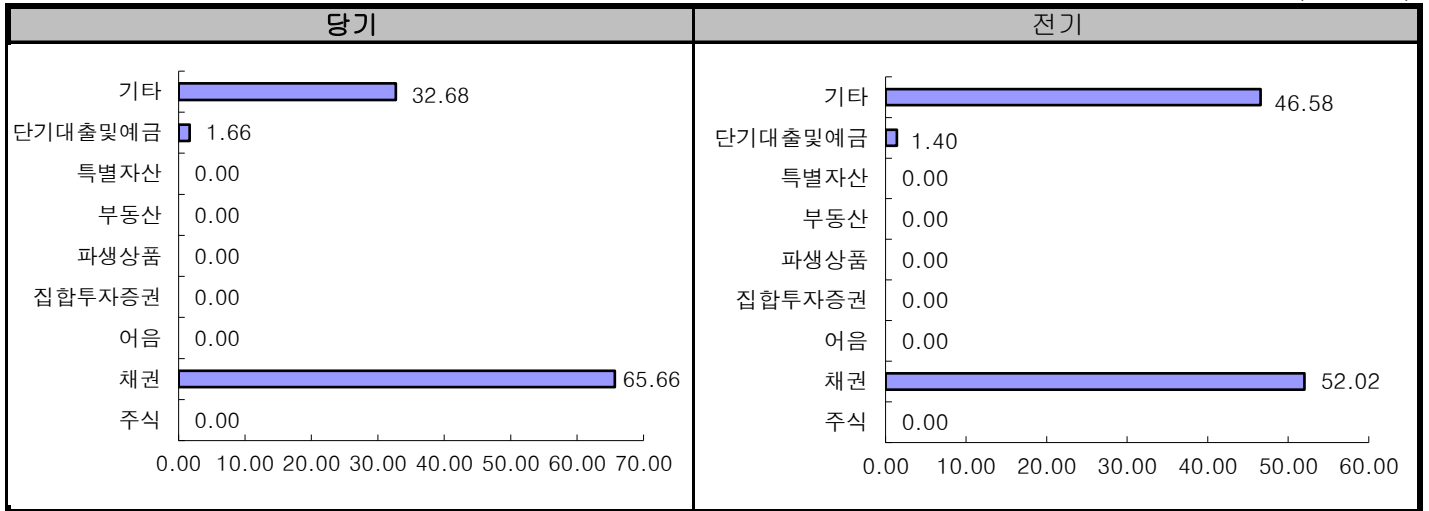 당기
기타 32.68
단기대출및예금 1.66
특별자산 0.00
부동산 0.00
파생상품 0.00
집합투자증권 0.00
어음 0.00
채권 65.66
주식 0.00
0.00 10.00 20.00 30.00 40.00 50.00 60.00 70.00
전기
기타 46.58
단기대출및예금 1.40
특별자산 0.00
부동산 0.00
파생상품 0.00
집합투자증권 0.00
어음 0.00
채권 52.02
주식 0.00
0.00 10.00 20.00 30.00 40.00 50.00 60.00